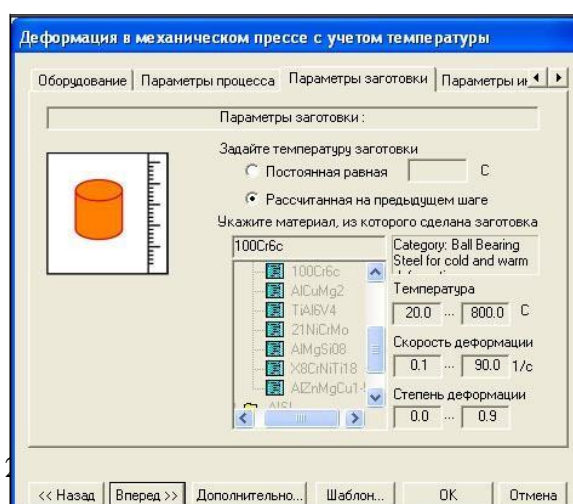 Деформация в механическом прессе с учетом температуры
Оборудование Параметры процесса Параметры заготовки Параметры
Параметры заготовки :
Задайте температуру заготовки
Постоянная равная С
Рассчитанная на предыдущем шаге
Укажите материал, из которого сделана заготовка
100Cr6c
Category: Ball Bearing
Steel for cold and warm
100Cr6c
AlCuMg2
TiAl6V4
21NiCrMo
AlMgSi08
X8CrNiTi18
AlZnMgCu1-
AISI
Температура
20.0 ... 800.0 С
Скорость деформации
0.1 ... 90.0 1/с
Степень деформации
0.0 ... 0.9
2
<< Назад Вперед >> Дополнительно... Шаблон... OK Отмена